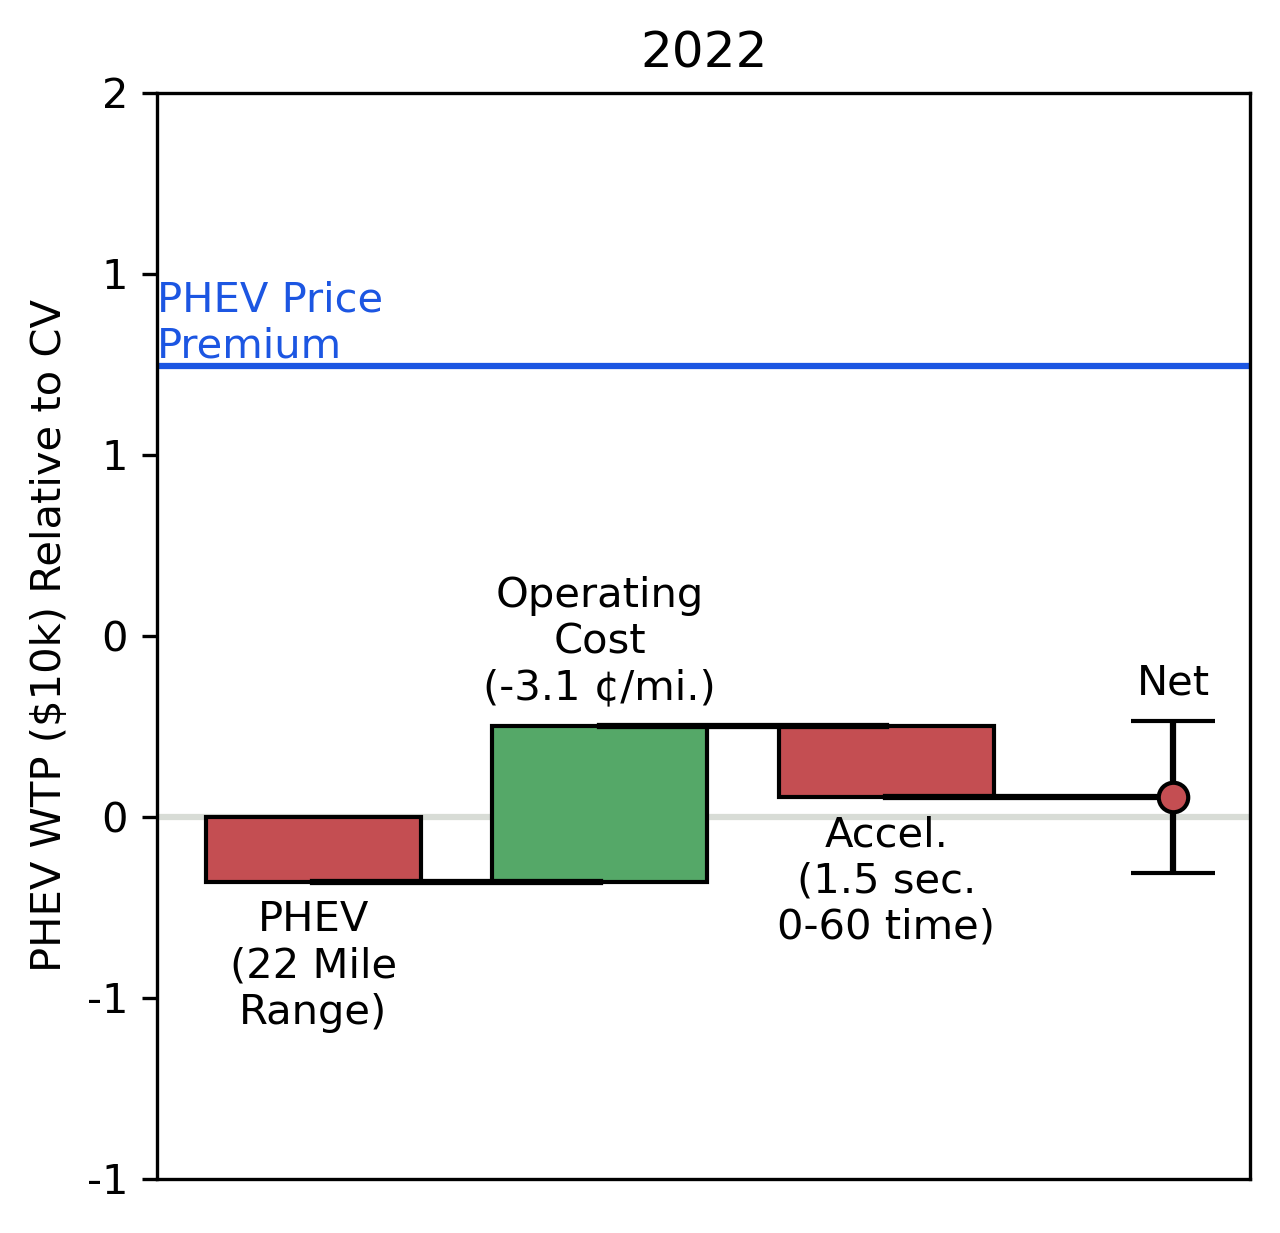 2022
2
1
1
0
0
-1
-1
PHEV WTP ($10k) Relative to CV
PHEV Price
Premium
Operating
Cost
(-3.1 ¢/mi.)
Net
PHEV
(22 Mile
Range)
Accel.
(1.5 sec.
0-60 time)